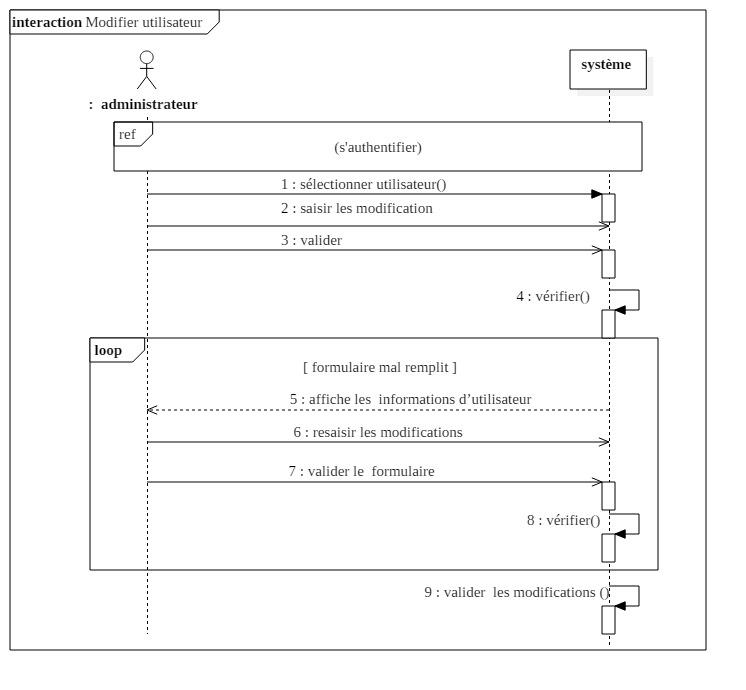 interaction Modifier utilisateur
système
: administrateur
ref
(s'authentifier)
1 : sélectionner utilisateur()
2 : saisir les modification
3 : valider
4 : vérifier()
loop
[ formulaire mal remplit ]
5 : affiche les informations d’utilisateur
6 : resaisir les modifications
7 : valider le formulaire
8 : vérifier()
9 : valider les modifications ()